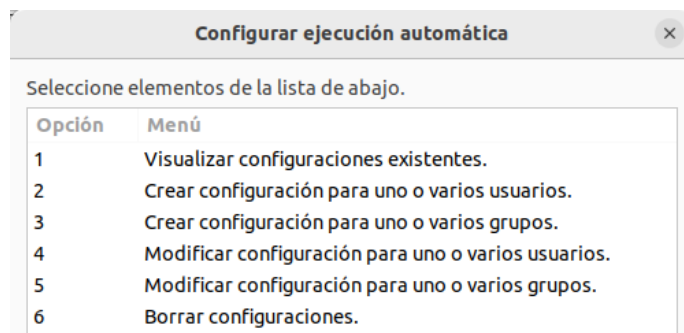 Configurar ejecución automática
Seleccione elementos de la lista de abajo.
Opción Menú
1 Visualizar configuraciones existentes.
2 Crear configuración para uno o varios usuarios.
3 Crear configuración para uno o varios grupos.
4 Modificar configuración para uno o varios usuarios.
5 Modificar configuración para uno o varios grupos.
6 Borrar configuraciones.